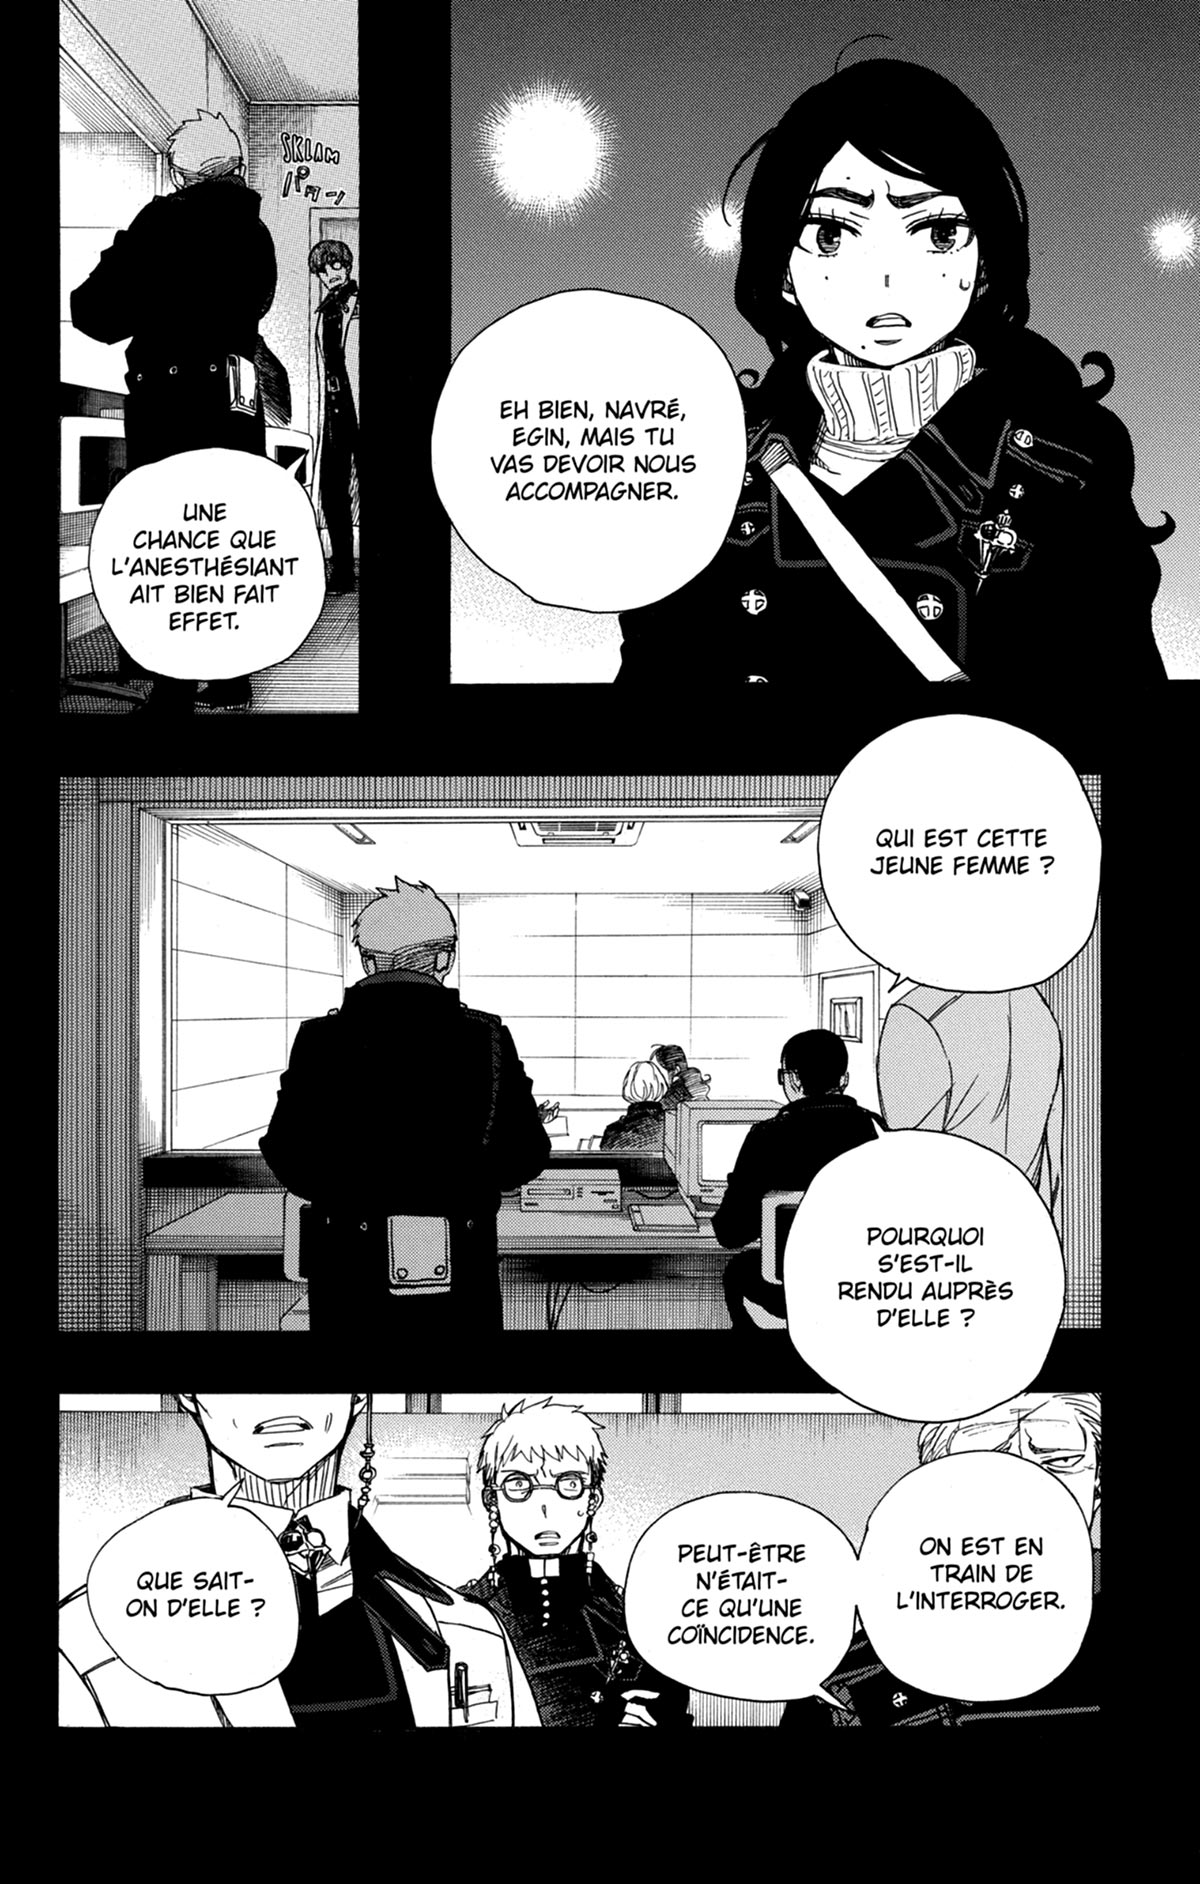 EH BIEN, NAVRÉ,
EGIN, MAIS TU
VAS DEVOIR NOUS
ACCOMPAGNER.
SKLAM
パターン
UNE
CHANCE QUE
L'ANESTHÉSIANT
AIT BIEN FAIT
EFFET.
QUI EST CETTE
JEUNE FEMME ?
POURQUOI
S'EST-IL
RENDU AUPRÈS
D'ELLE ?
ON EST EN
TRAIN DE
L'INTERROGER.
PEUT-ÊTRE
N'ÉTAIT-
CE QU'UNE
COÏNCIDENCE.
QUE SAIT-
ON D'ELLE ?